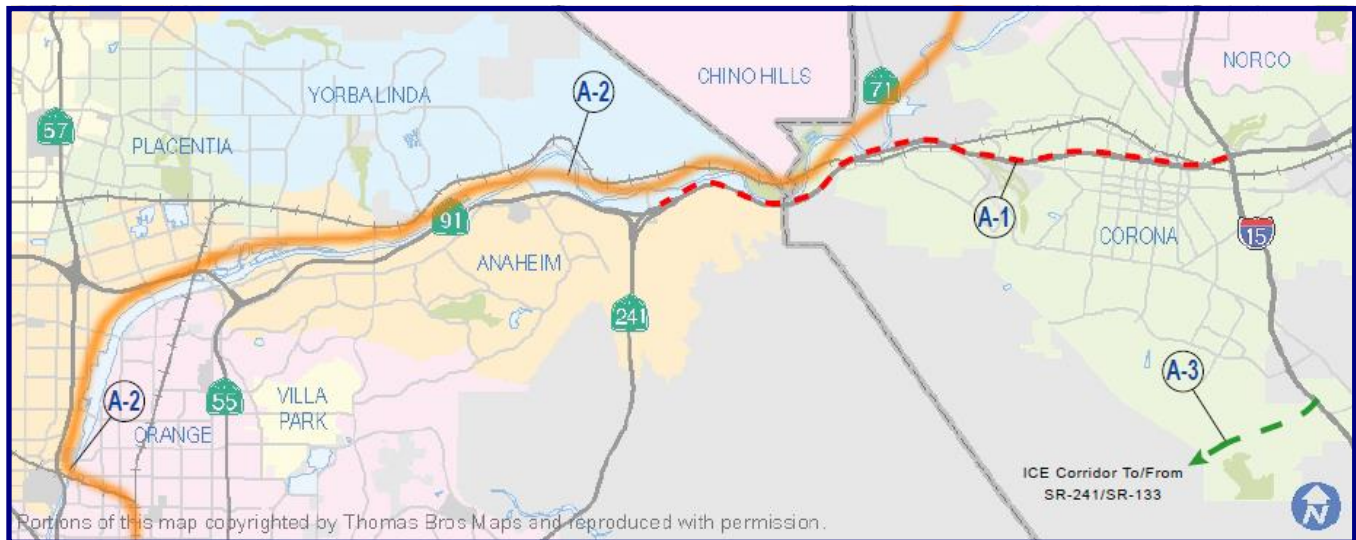 NORCO
CHINO HILLS
71
A-2
YORBA LINDA
57
PLACENTIA
A-1
91
CORONA
15
ANAHEIM
241
A-3
VILLA
PARK
55
A-2
ORANGE
ICE Corridor To/From
SR-241/SR-133
N
Portions of this map copyrighted by Thomas Bros Maps and reproduced with permission.